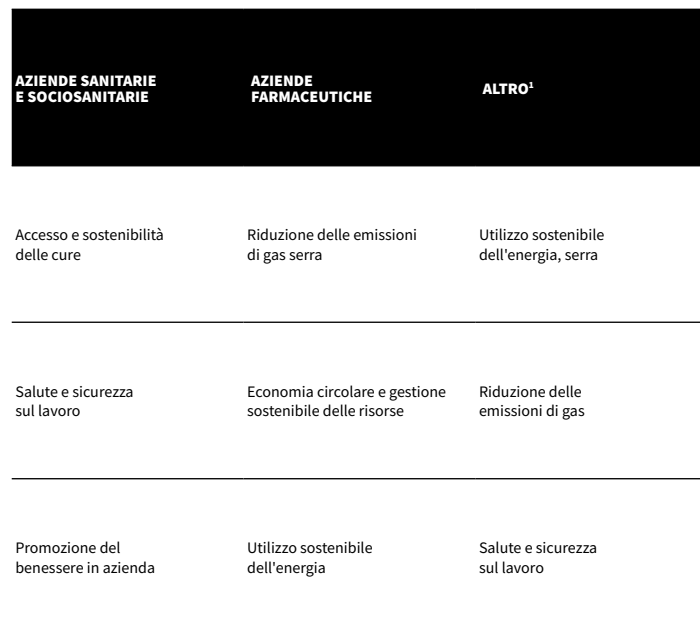 AZIENDE SANITARIE
E SOCIOSANITARIE
AZIENDE
FARMACEUTICHE
ALTRO¹
Accesso e sostenibilità
delle cure
Riduzione delle emissioni
di gas serra
Utilizzo sostenibile
dell'energia, serra
Salute e sicurezza
sul lavoro
Economia circolare e gestione
sostenibile delle risorse
Riduzione delle
emissioni di gas
Promozione del
benessere in azienda
Utilizzo sostenibile
dell'energia
Salute e sicurezza
sul lavoro